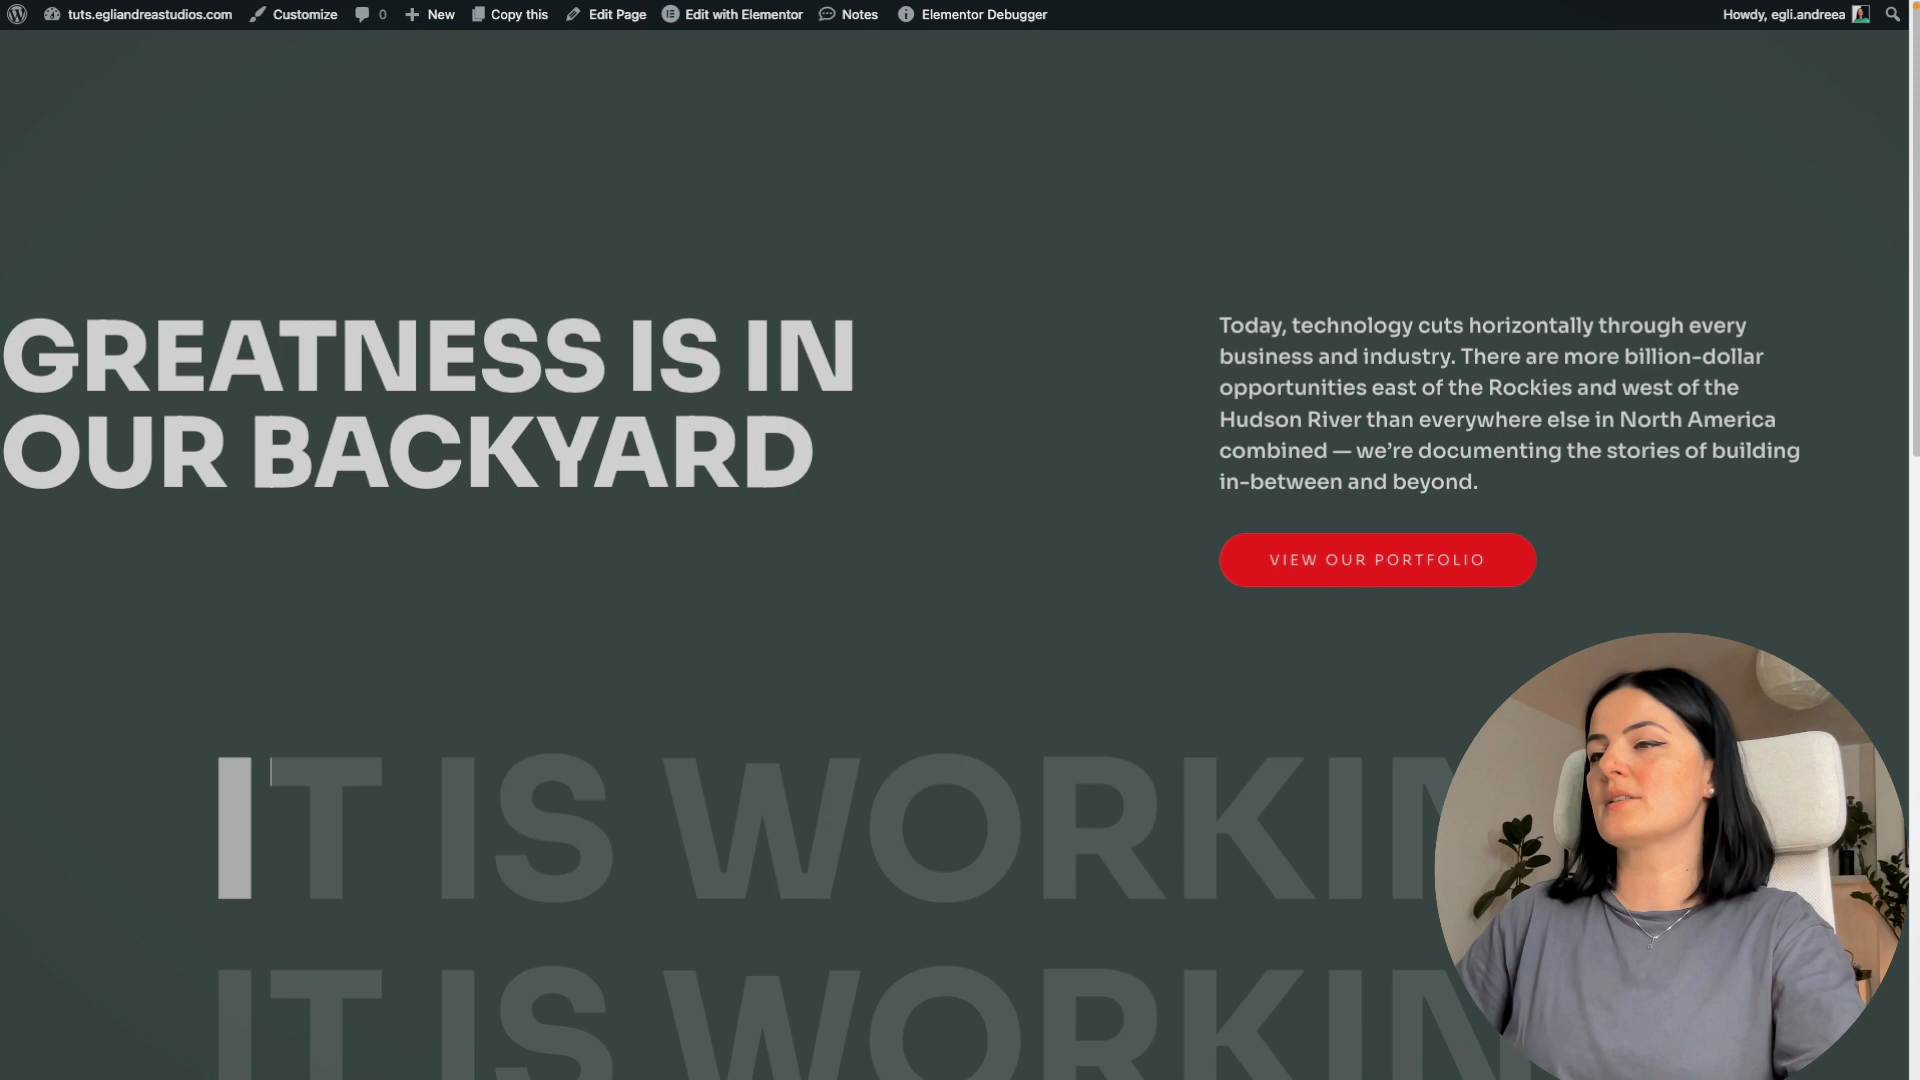 tuts.egliandreastudios.com Customize 0 New Copy this Edit Page Edit with Elementor Notes Elementor Debugger Howdy, egli.andreea
GREATNESS IS IN
OUR BACKYARD
Today, technology cuts horizontally through every
business and industry. There are more billion-dollar
opportunities east of the Rockies and west of the
Hudson River than everywhere else in North America
combined — we’re documenting the stories of building
in-between and beyond.
VIEW OUR PORTFOLIO
IT IS WORKIN
IT IS WORKIN